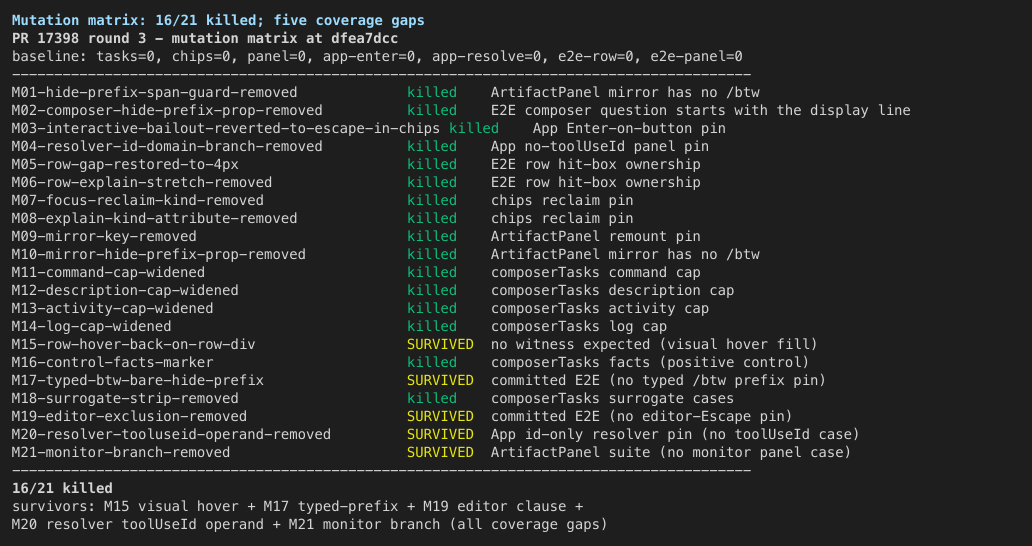 Mutation matrix: 16/21 killed; five coverage gaps
PR 17398 round 3 – mutation matrix at dfea7dcc
baseline: tasks=0, chips=0, panel=0, app-enter=0, app-resolve=0, e2e-row=0, e2e-panel=0
----------------------------------------------------------------------------------------
M01-hide-prefix-span-guard-removed killed ArtifactPanel mirror has no /btw
M02-composer-hide-prefix-prop-removed killed E2E composer question starts with the display line
M03-interactive-bailout-reverted-to-escape-in-chips killed App Enter-on-button pin
M04-resolver-id-domain-branch-removed killed App no-toolUseId panel pin
M05-row-gap-restored-to-4px killed E2E row hit-box ownership
M06-row-explain-stretch-removed killed E2E row hit-box ownership
M07-focus-reclaim-kind-removed killed chips reclaim pin
M08-explain-kind-attribute-removed killed chips reclaim pin
M09-mirror-key-removed killed ArtifactPanel remount pin
M10-mirror-hide-prefix-prop-removed killed ArtifactPanel mirror has no /btw
M11-command-cap-widened killed composerTasks command cap
M12-description-cap-widened killed composerTasks description cap
M13-activity-cap-widened killed composerTasks activity cap
M14-log-cap-widened killed composerTasks log cap
M15-row-hover-back-on-row-div SURVIVED no witness expected (visual hover fill)
M16-control-facts-marker killed composerTasks facts (positive control)
M17-typed-btw-bare-hide-prefix SURVIVED committed E2E (no typed /btw prefix pin)
M18-surrogate-strip-removed killed composerTasks surrogate cases
M19-editor-exclusion-removed SURVIVED committed E2E (no editor-Escape pin)
M20-resolver-tooluseid-operand-removed SURVIVED App id-only resolver pin (no toolUseId case)
M21-monitor-branch-removed SURVIVED ArtifactPanel suite (no monitor panel case)
----------------------------------------------------------------------------------------
16/21 killed
survivors: M15 visual hover + M17 typed-prefix + M19 editor clause +
M20 resolver toolUseId operand + M21 monitor branch (all coverage gaps)